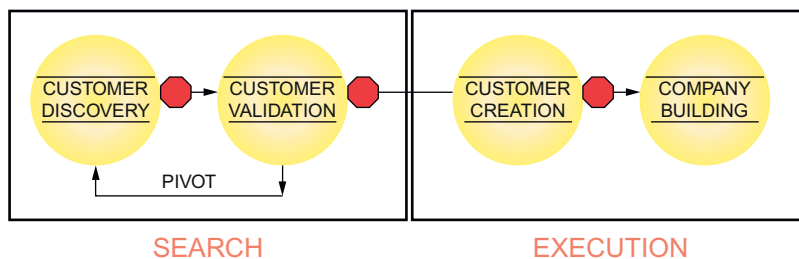 CUSTOMER
DISCOVERY
CUSTOMER
VALIDATION
CUSTOMER
CREATION
COMPANY
BUILDING
PIVOT
SEARCH
EXECUTION